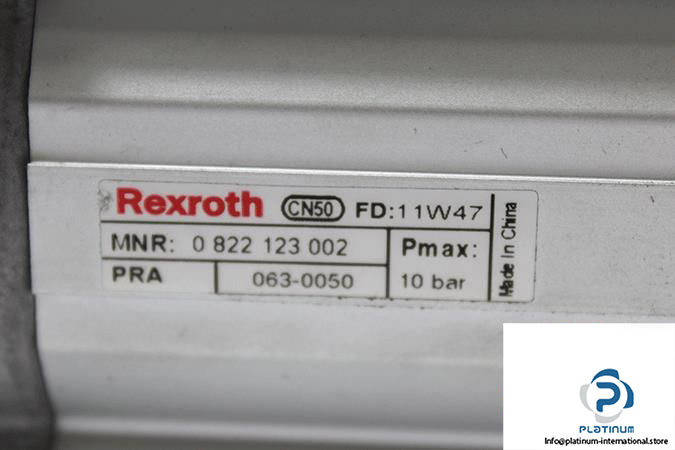 Rexroth CN50 FD:11W47
MNR: 0 822 123 002
Pmax:
PRA 063-0050
10 bar
Made In China
PLATINUM
Info@platinum-international.store